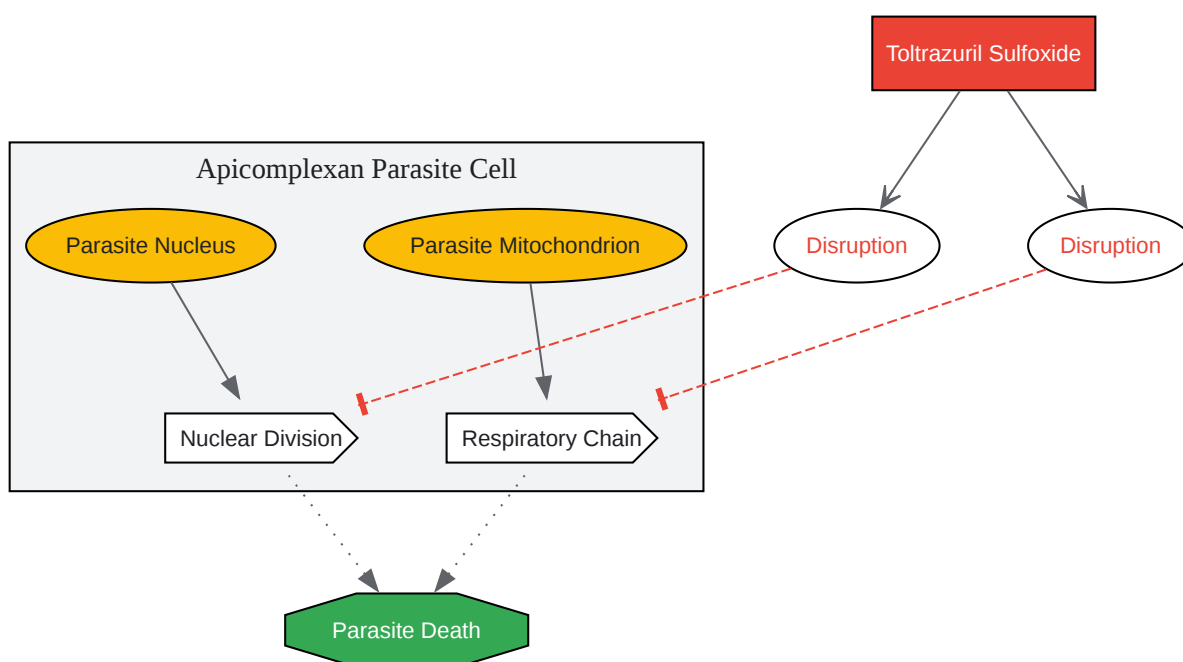 Toltrazuril Sulfoxide
Apicomplexan Parasite Cell
Parasite Nucleus
Parasite Mitochondrion
Disruption
Disruption
Nuclear Division
Respiratory Chain
Parasite Death